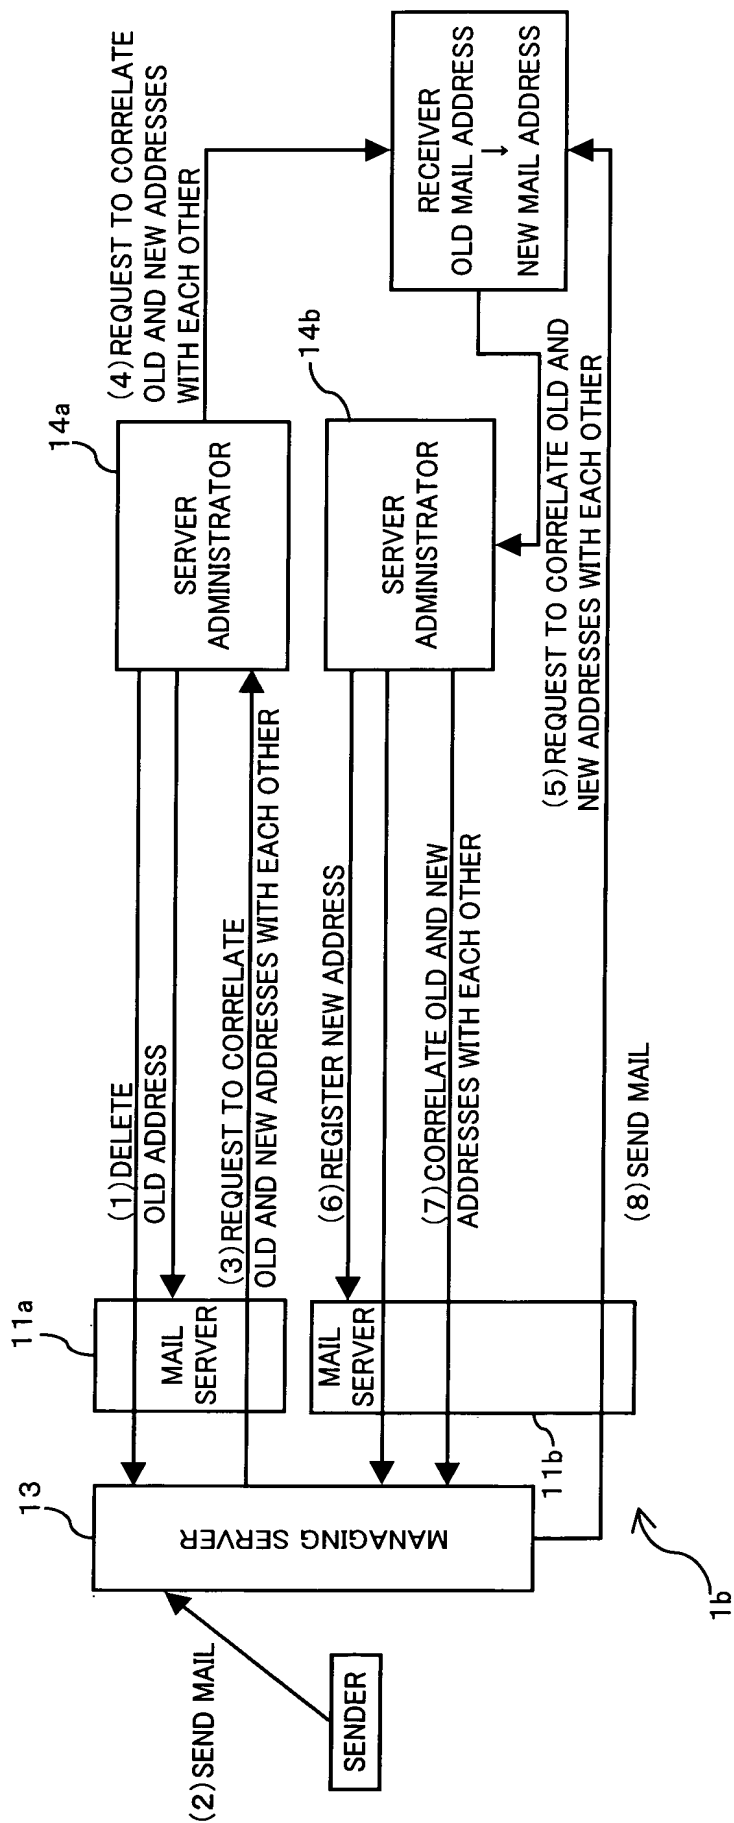 1b
(2)SEND MAIL
SENDER
13
MANAGING SERVER
11a
MAIL
SERVER
MAIL
SERVER
11b
(1)DELETE
OLD ADDRESS
(3)REQUEST TO CORRELATE
OLD AND NEW ADDRESSES WITH EACH OTHER
(6)REGISTER NEW ADDRESS
(7)CORRELATE OLD AND NEW
ADDRESSES WITH EACH OTHER
(8)SEND MAIL
14a
SERVER
ADMINISTRATOR
14b
SERVER
ADMINISTRATOR
(4)REQUEST TO CORRELATE
OLD AND NEW ADDRESSES
WITH EACH OTHER
(5)REQUEST TO CORRELATE OLD AND
NEW ADDRESSES WITH EACH OTHER
RECEIVER
OLD MAIL ADDRESS
↓
NEW MAIL ADDRESS